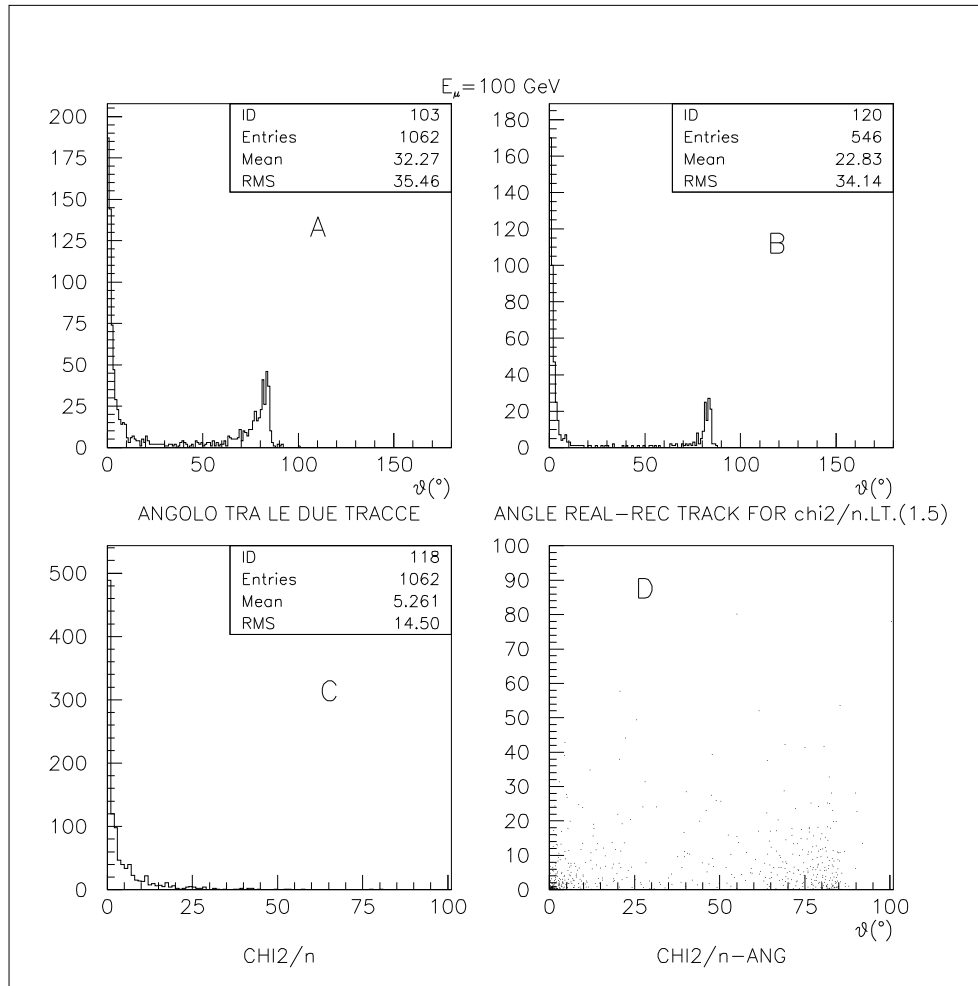 E_μ=100 GeV
ID 103
Entries 1062
Mean 32.27
RMS 35.46
A
200
175
150
125
100
75
50
25
0
0 50 100 150
ϑ(°)
ANGOLO TRA LE DUE TRACCE
ID 120
Entries 546
Mean 22.83
RMS 34.14
B
180
160
140
120
100
80
60
40
20
0
0 50 100 150
ϑ(°)
ANGLE REAL-REC TRACK FOR chi2/n.LT.(1.5)
ID 118
Entries 1062
Mean 5.261
RMS 14.50
C
500
400
300
200
100
0
0 25 50 75 100
CHI2/n
D
100
90
80
70
60
50
40
30
20
10
0
0 25 50 75 100
ϑ(°)
CHI2/n-ANG